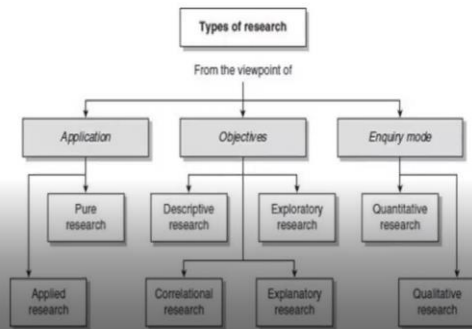 Types of research
From the viewpoint of
Application
Objectives
Enquiry mode
Pure
research
Descriptive
research
Exploratory
research
Quantitative
research
Applied
research
Correlational
research
Explanatory
research
Qualitative
research